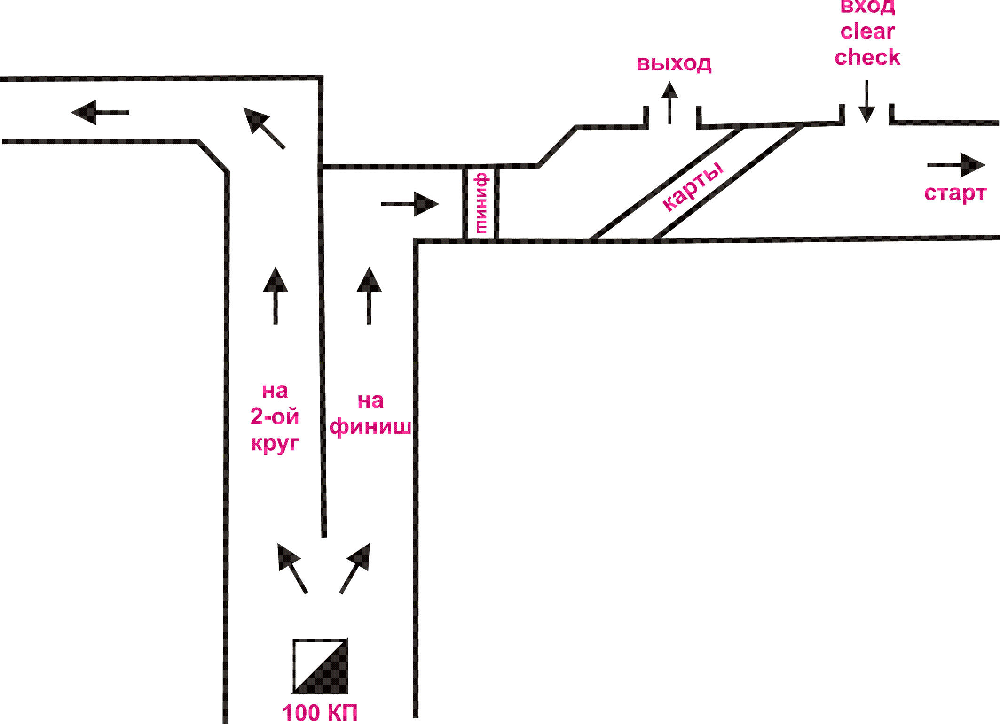 вход
clear
check
выход
финиш
карты
старт
на
2-ой
круг
на
финиш
100 КП